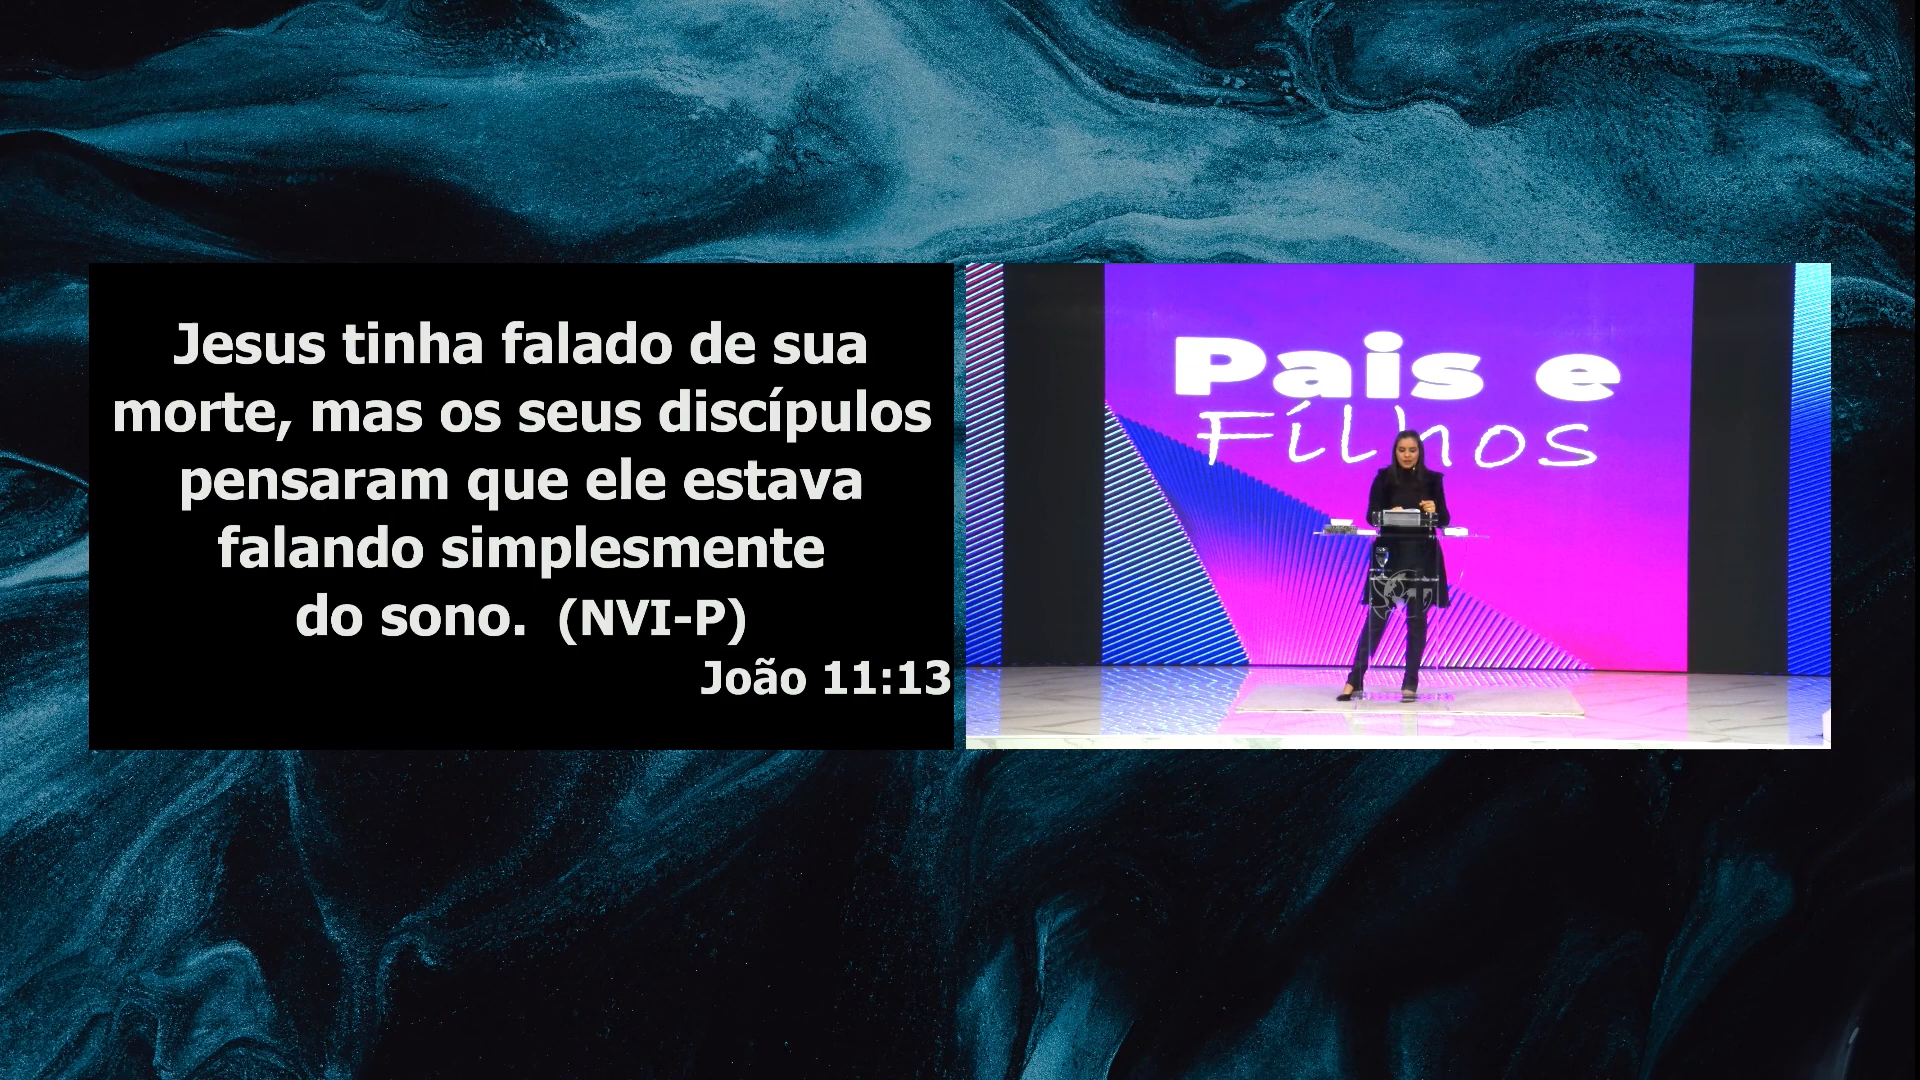 Jesus tinha falado de sua
morte, mas os seus discípulos
pensaram que ele estava
falando simplesmente
do sono. (NVI-P)
João 11:13
Pais e
Filhos